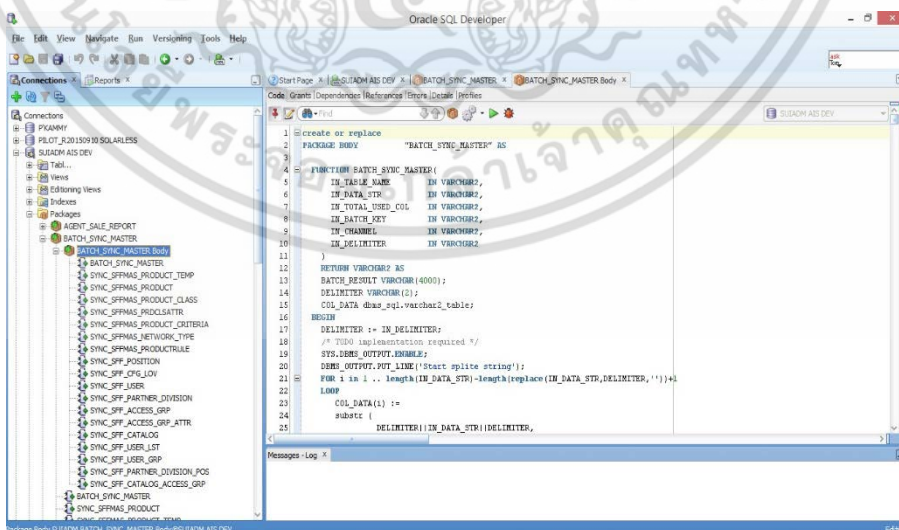 Oracle SQL Developer
File Edit View Navigate Run Versioning Tools Help
Connections Reports
Start Page SUIADM AIS DEV BATCH_SYNC_MASTER BATCH_SYNC_MASTER Body
Code Grants Dependencies References Errors Details Profiles
Find
SUIADM AIS DEV
Connections
PKAMMY
PILOT_R20150910 SOLARLESS
SUIADM AIS DEV
Tabl...
Views
Editioning Views
Indexes
Packages
AGENT_SALE_REPORT
BATCH_SYNC_MASTER
BATCH_SYNC_MASTER Body
BATCH_SYNC_MASTER
SYNC_SFFMAS_PRODUCT_TEMP
SYNC_SFFMAS_PRODUCT
SYNC_SFFMAS_PRODUCT_CLASS
SYNC_SFFMAS_PRDCLSATTR
SYNC_SFFMAS_PRODUCT_CRITERIA
SYNC_SFFMAS_NETWORK_TYPE
SYNC_SFFMAS_PRODUCTRULE
SYNC_SFF_POSITION
SYNC_SFF_CFG_LOV
SYNC_SFF_USER
SYNC_SFF_PARTNER_DIVISION
SYNC_SFF_ACCESS_GRP
SYNC_SFF_ACCESS_GRP_ATTR
SYNC_SFF_CATALOG
SYNC_SFF_USER_LST
SYNC_SFF_USER_GRP
SYNC_SFF_PARTNER_DIVISION_POS
SYNC_SFF_CATALOG_ACCESS_GRP
BATCH_SYNC_MASTER
SYNC_SFFMAS_PRODUCT
1 create or replace
2 PACKAGE BODY "BATCH_SYNC_MASTER" AS
3
4 FUNCTION BATCH_SYNC_MASTER(
5 IN_TABLE_NAME IN VARCHAR2,
6 IN_DATA_STR IN VARCHAR2,
7 IN_TOTAL_USED_COL IN VARCHAR2,
8 IN_BATCH_KEY IN VARCHAR2,
9 IN_CHANNEL IN VARCHAR2,
10 IN_DELIMITER IN VARCHAR2
11 )
12 RETURN VARCHAR2 AS
13 BATCH_RESULT VARCHAR(4000);
14 DELIMITER VARCHAR(2);
15 COL_DATA dbms_sql.varchar2_table;
16 BEGIN
17 DELIMITER := IN_DELIMITER;
18 /* TODO implementation required */
19 SYS.DBMS_OUTPUT.ENABLE;
20 DBMS_OUTPUT.PUT_LINE('Start splite string');
21 FOR i in 1 .. length(IN_DATA_STR)-length(replace(IN_DATA_STR,DELIMITER,''))+1
22 LOOP
23 COL_DATA(i) :=
24 substr (
25 DELIMITER||IN_DATA_STR||DELIMITER,
Messages - Log